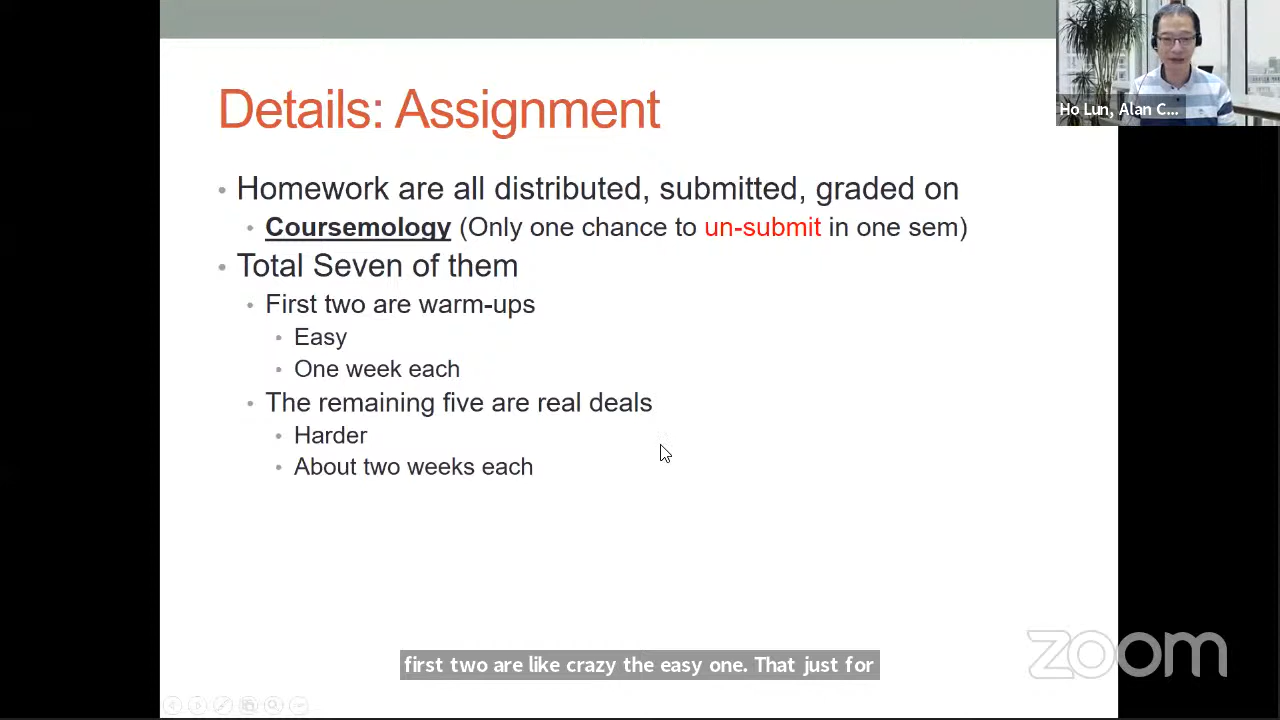 Details: Assignment
Ho Lun, Alan C...
• Homework are all distributed, submitted, graded on
• Coursemology (Only one chance to un-submit in one sem)
• Total Seven of them
• First two are warm-ups
• Easy
• One week each
• The remaining five are real deals
• Harder
• About two weeks each
first two are like crazy the easy one. That just for
zoom